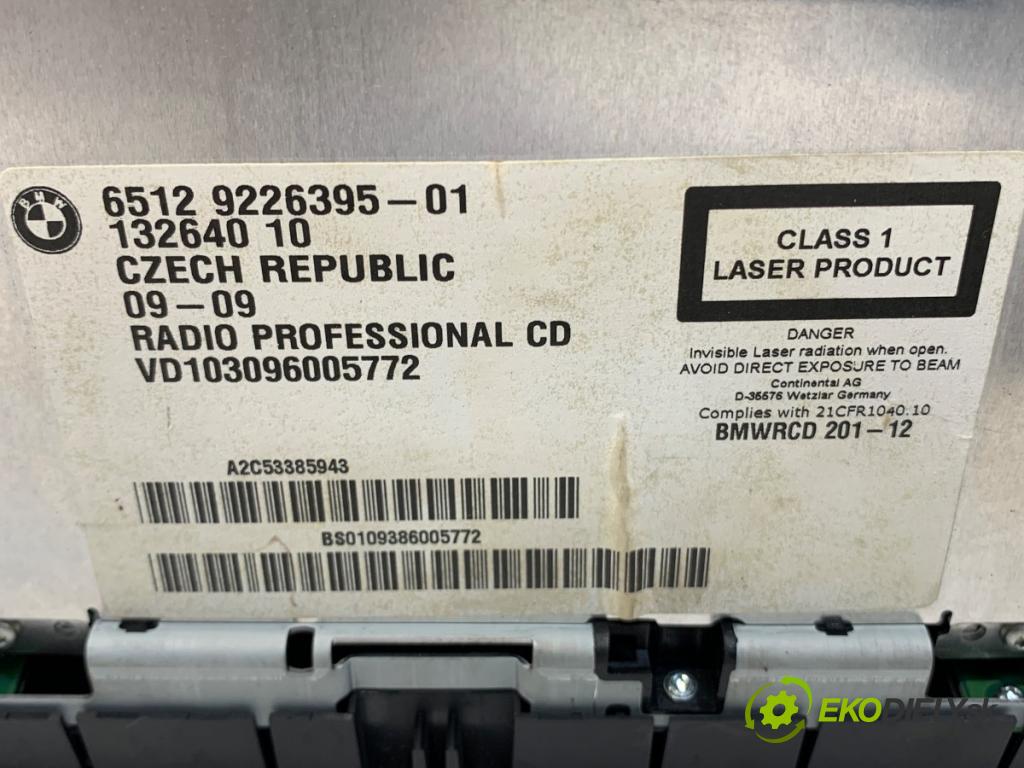 BMW
6512 9226395-01
132640 10
CZECH REPUBLIC
09-09
RADIO PROFESSIONAL CD
VD103096005772
CLASS 1
LASER PRODUCT
DANGER
Invisible Laser radiation when open.
AVOID DIRECT EXPOSURE TO BEAM
Continental AG
D-35576 Wetzlar Germany
Complies with 21CFR1040.10
BMWRCD 201-12
A2C53385943
BS0109386005772
EKODIELY.sk